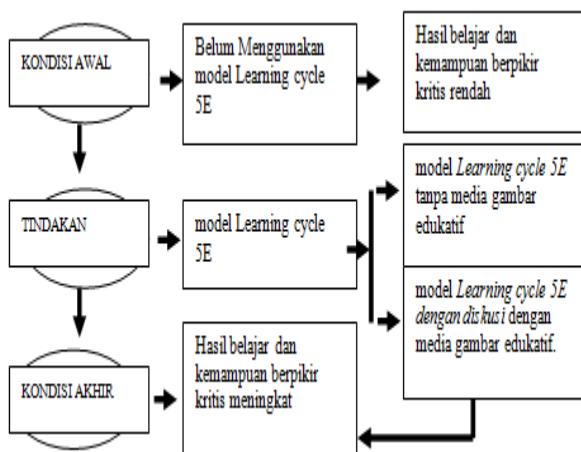 KONDISI AWAL
Belum Menggunakan
model Learning cycle
5E
Hasil belajar dan
kemampuan berpikir
kritis rendah
TINDAKAN
model Learning cycle
5E
model Learning cycle 5E
tanpa media gambar
edukatif
model Learning cycle 5E
dengan diskusi dengan
media gambar edukatif.
KONDISI AKHIR
Hasil belajar dan
kemampuan berpikir
kritis meningkat